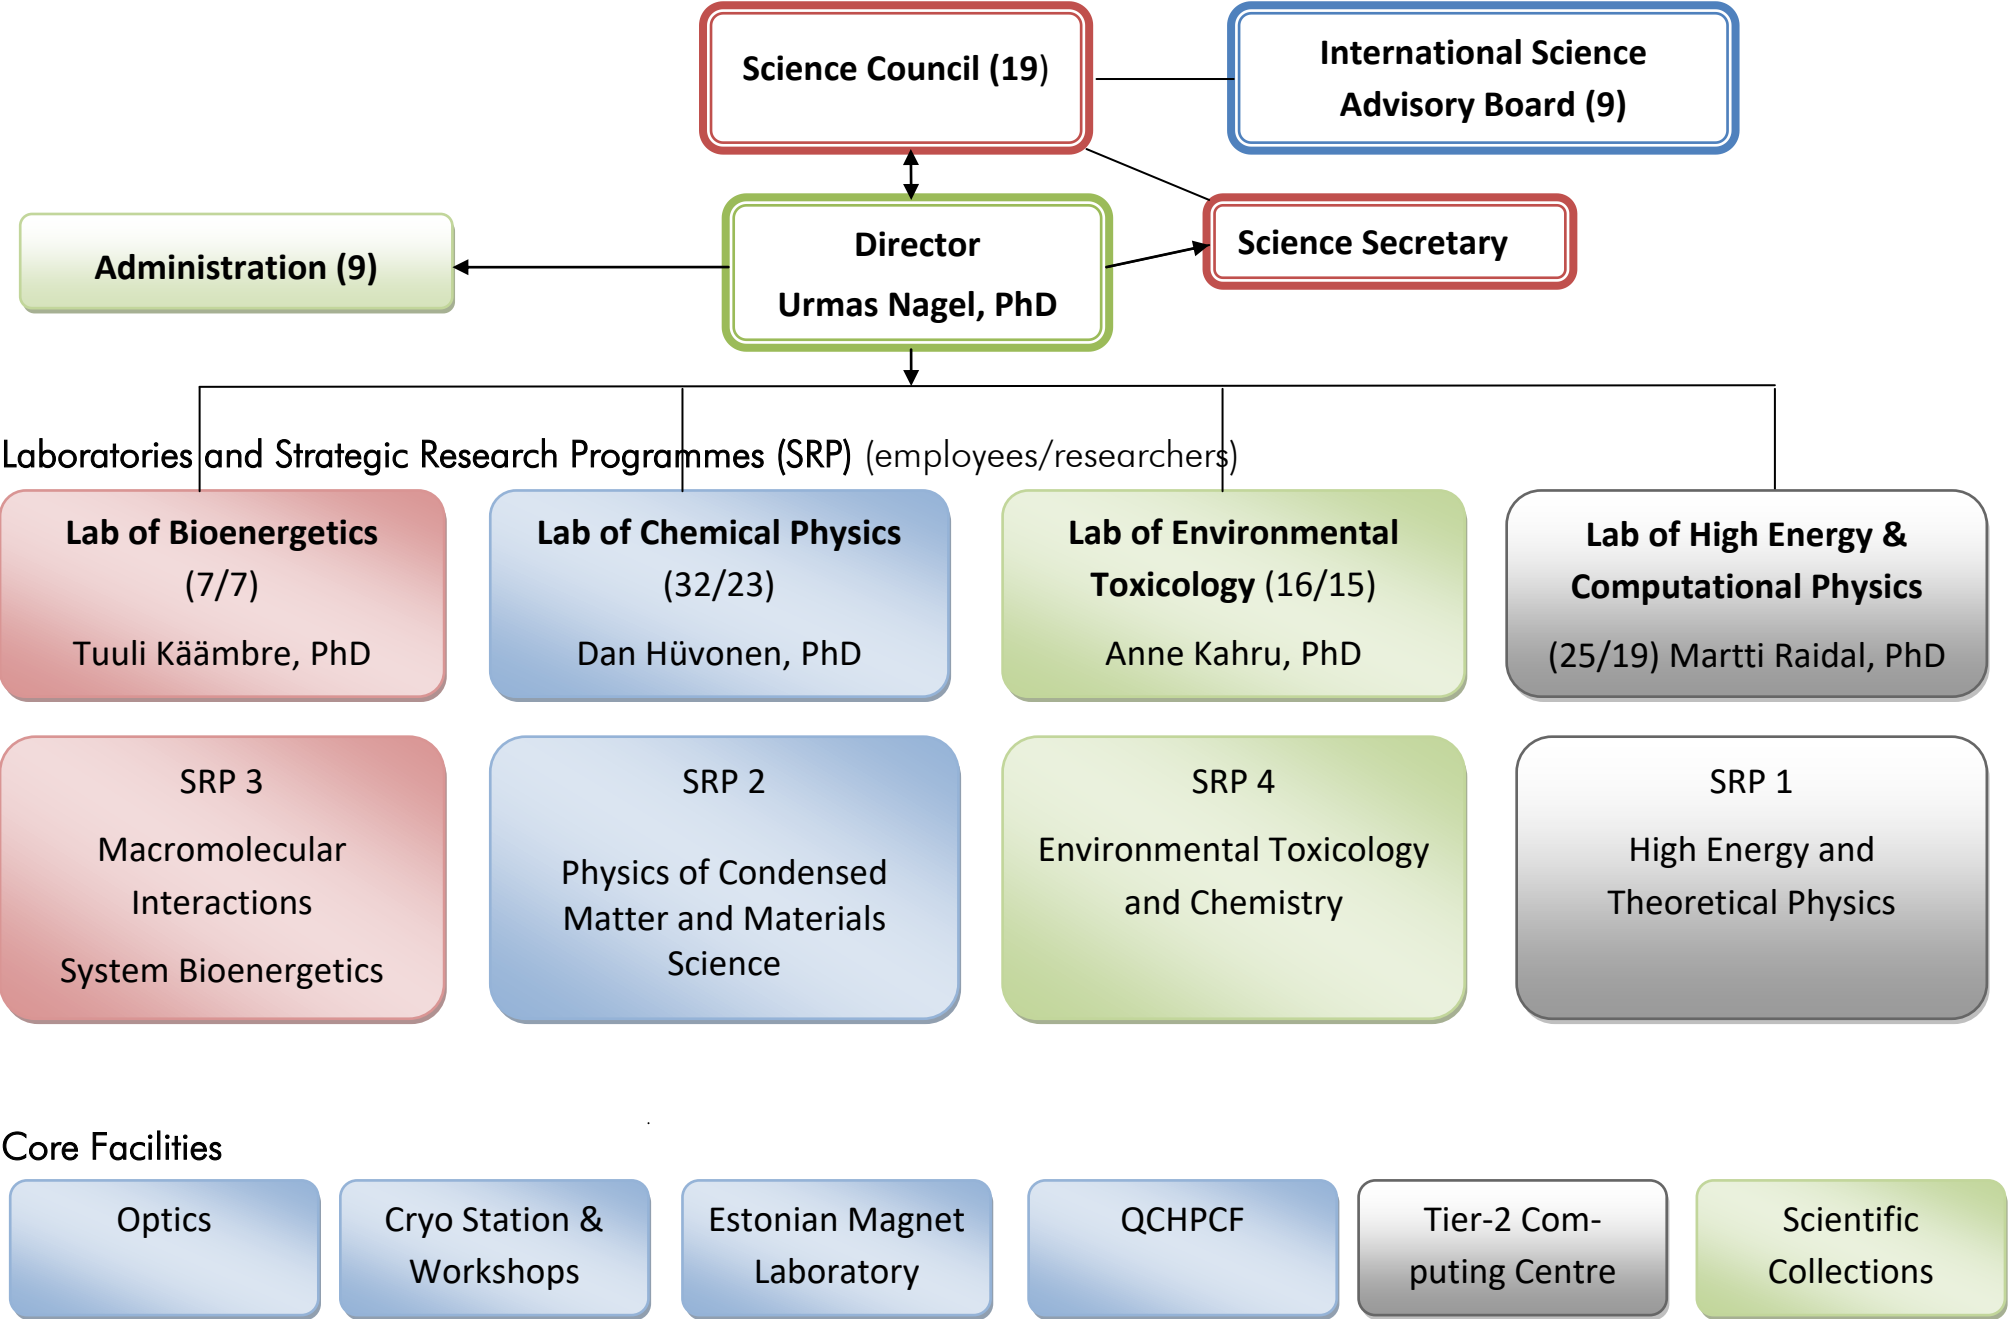 Science Council (19)
International Science
Advisory Board (9)
Administration (9)
Director
Urmas Nagel, PhD
Science Secretary
Laboratories and Strategic Research Programmes (SRP) (employees/researchers)
Lab of Bioenergetics
(7/7)
Tuuli Käämbre, PhD
Lab of Chemical Physics
(32/23)
Dan Hüvonen, PhD
Lab of Environmental
Toxicology (16/15)
Anne Kahru, PhD
Lab of High Energy &
Computational Physics
(25/19) Martti Raidal, PhD
SRP 3
Macromolecular
Interactions
System Bioenergetics
SRP 2
Physics of Condensed
Matter and Materials
Science
SRP 4
Environmental Toxicology
and Chemistry
SRP 1
High Energy and
Theoretical Physics
Core Facilities
Optics
Cryo Station &
Workshops
Estonian Magnet
Laboratory
QCHPCF
Tier-2 Com-
puting Centre
Scientific
Collections